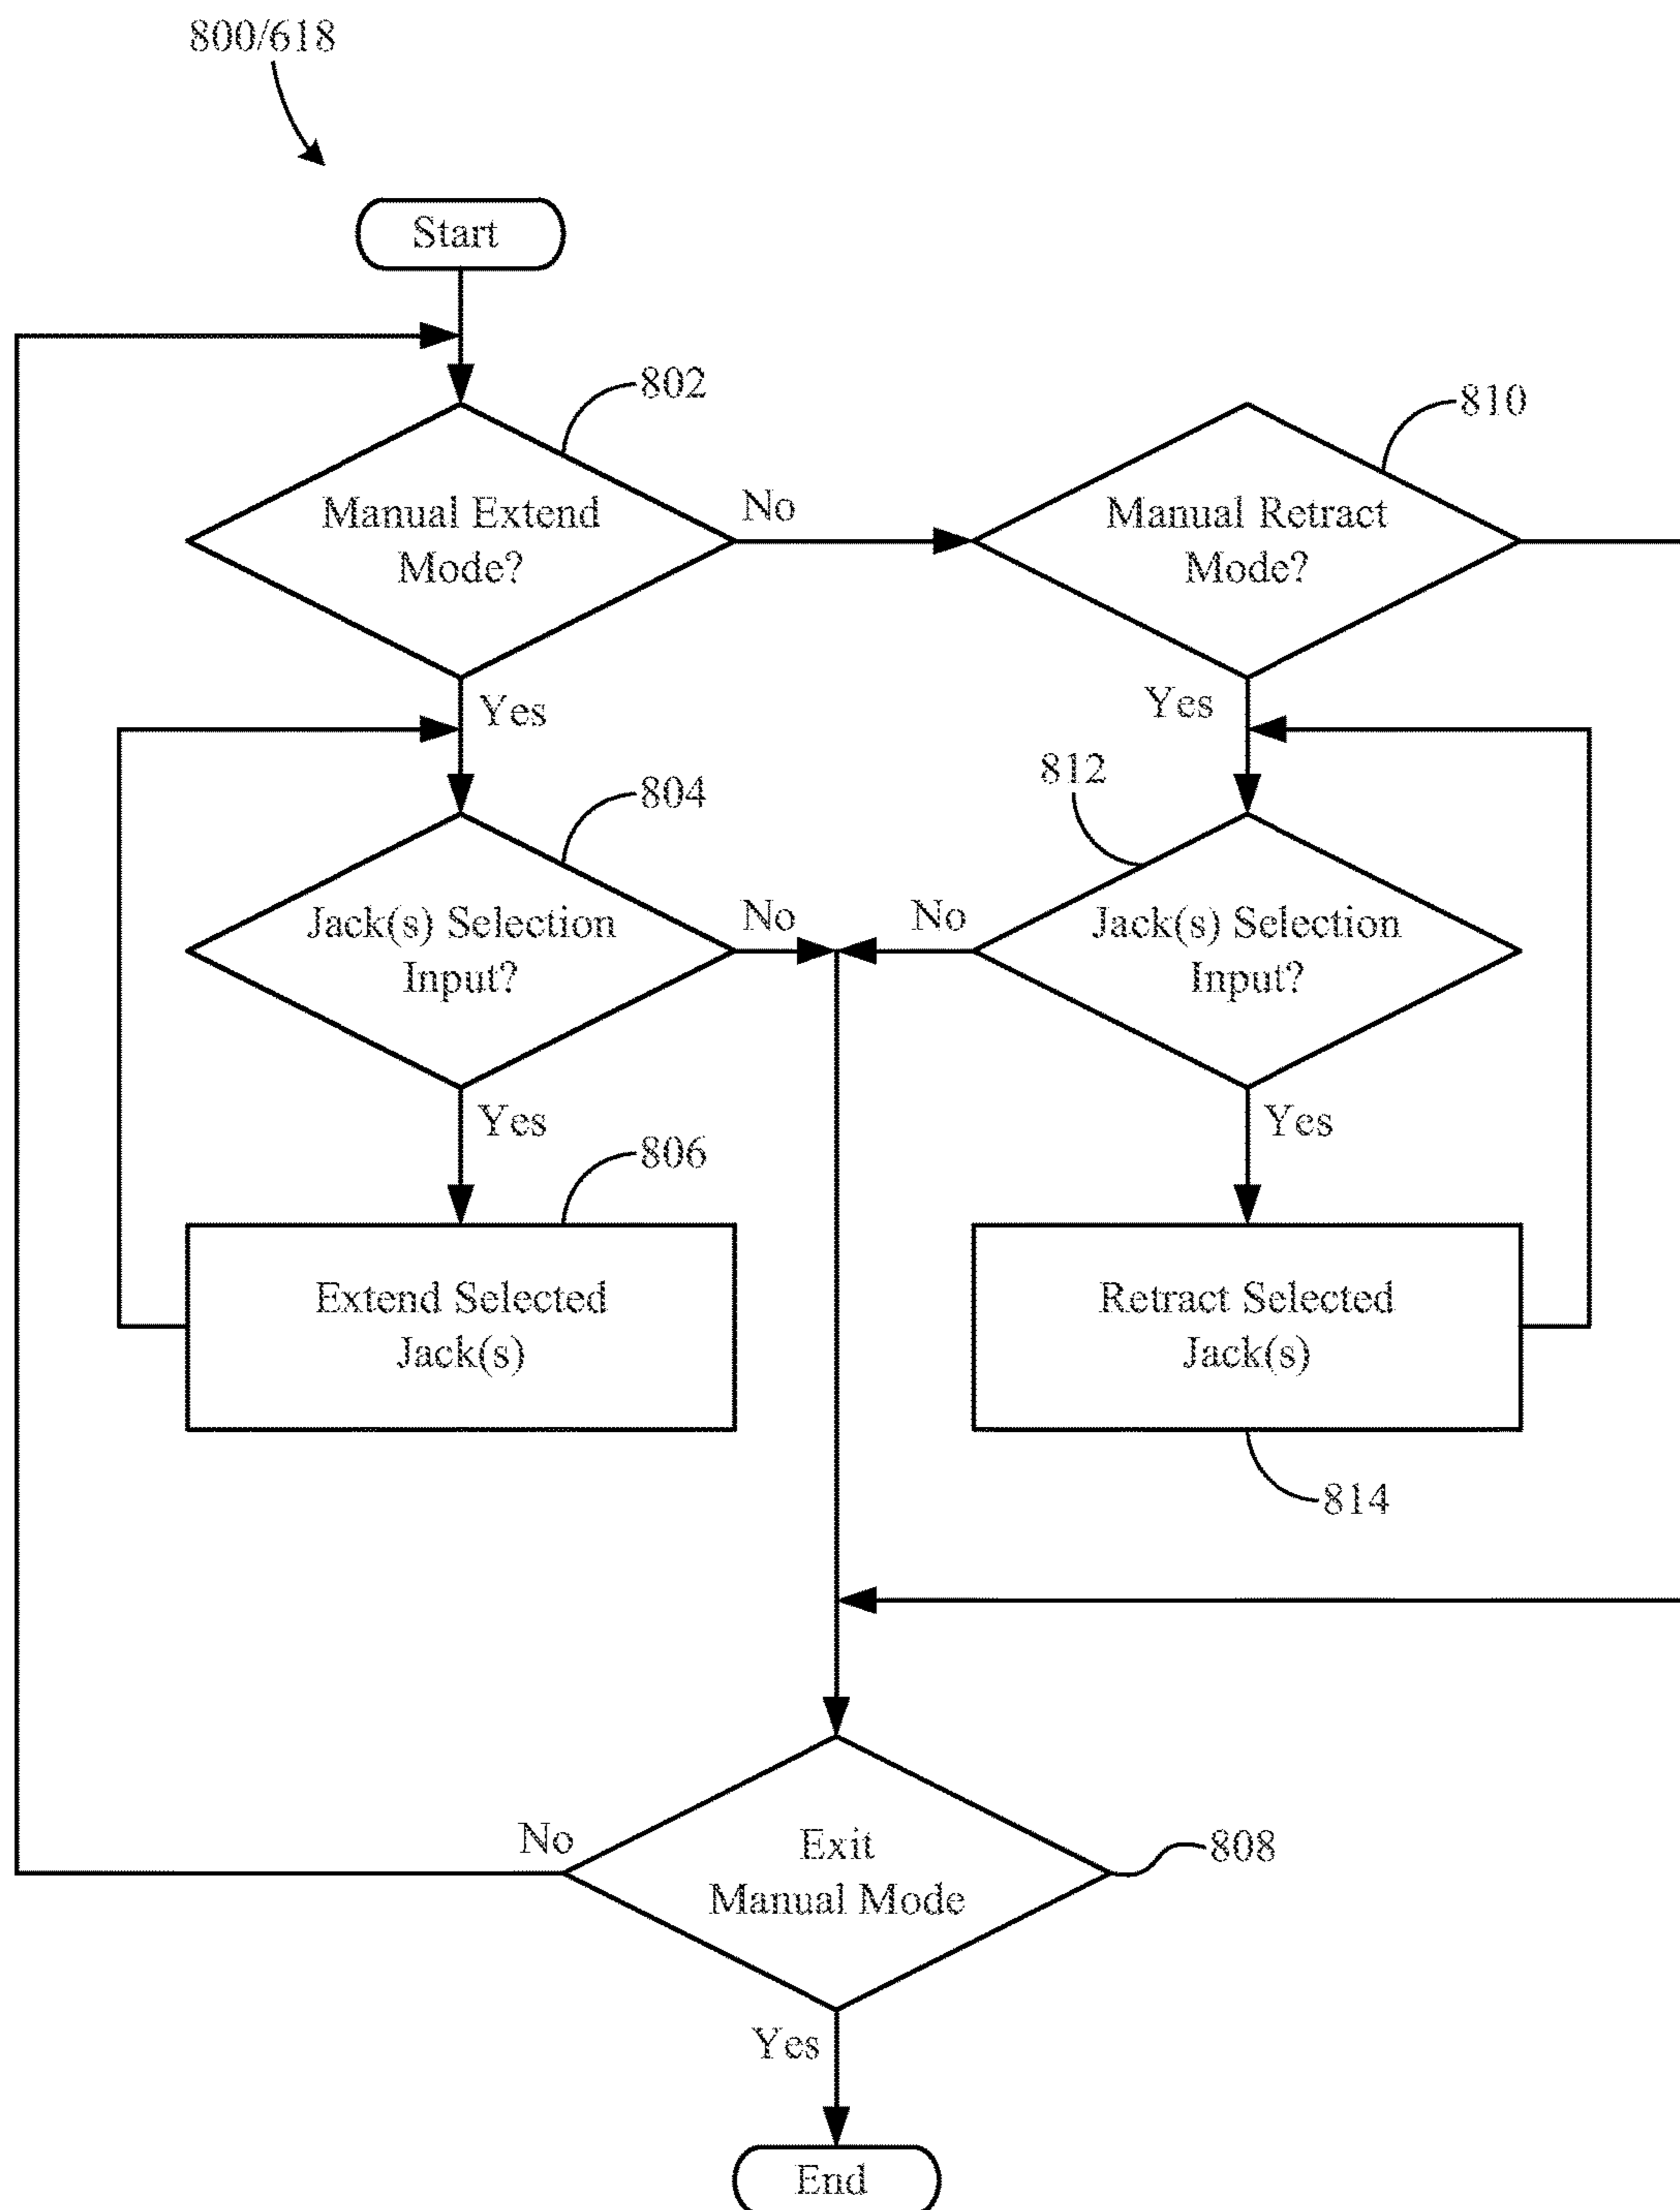 800/618
Start
802
810
Manual Extend
Mode?
No
Manual Retract
Mode?
Yes
Yes
804
812
Jack(s) Selection
Input?
No
No
Jack(s) Selection
Input?
Yes
Yes
806
Extend Selected
Jack(s)
Retract Selected
Jack(s)
814
No
Exit
Manual Mode
808
Yes
End